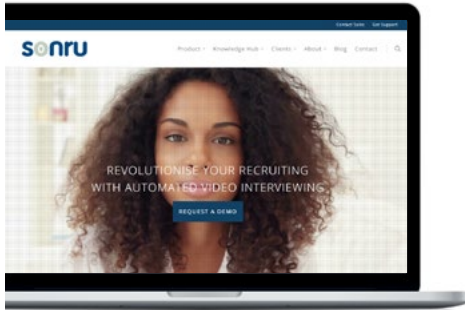 Contact Sales Get Support
sonru
Product Knowledge Hub Clients About Blog Contact
REVOLUTIONISE YOUR RECRUITING
WITH AUTOMATED VIDEO INTERVIEWING
REQUEST A DEMO